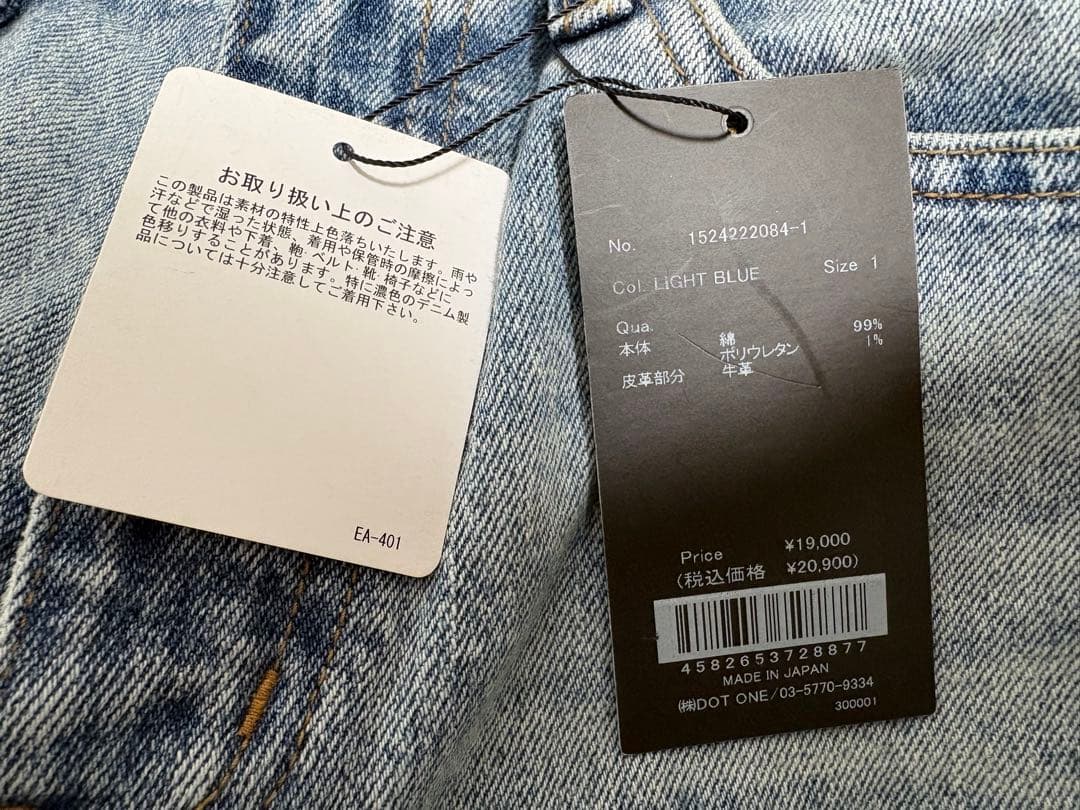 お取り扱い上のご注意
この製品は素材の特性上色落ちいたします。雨や
汗などで湿った状態、着用や保管時の摩擦によっ
て他の衣料や下着、鞄・ベルト・靴・椅子などに
色移りすることがあります。特に濃色のデニム製
品については十分注意してご着用下さい。
EA-401
No. 1524222084-1
Col. LIGHT BLUE Size 1
Qua.
本体 綿 99%
ポリウレタン 1%
皮革部分 牛革
Price ¥19,000
(税込価格 ¥20,900)
4582653728877
MADE IN JAPAN
㈱DOT ONE/03-5770-9334
300001